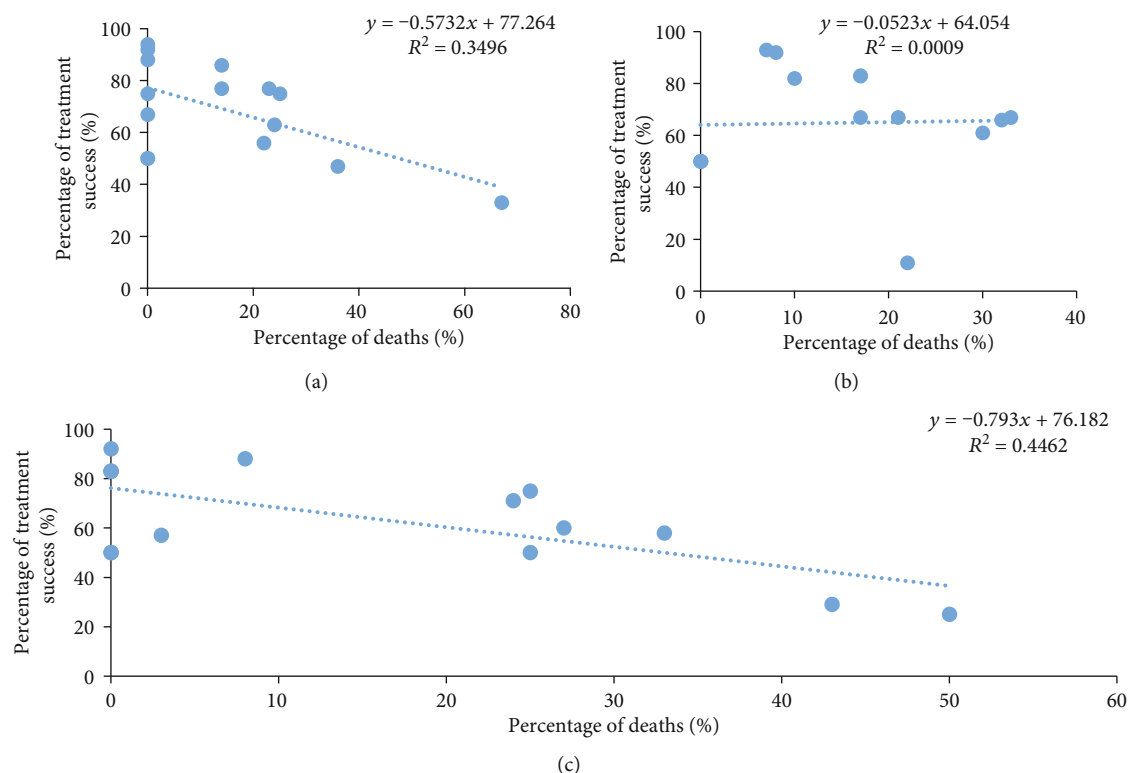 y = −0.5732x + 77.264
R² = 0.3496
100
80
60
40
20
0
Percentage of treatment
success (%)
0 20 40 60 80
Percentage of deaths (%)
(a)
y = −0.0523x + 64.054
R² = 0.0009
100
80
60
40
20
0
Percentage of treatment
success (%)
0 10 20 30 40
Percentage of deaths (%)
(b)
y = −0.793x + 76.182
R² = 0.4462
100
80
60
40
20
0
Percentage of treatment
success (%)
0 10 20 30 40 50 60
Percentage of deaths (%)
(c)